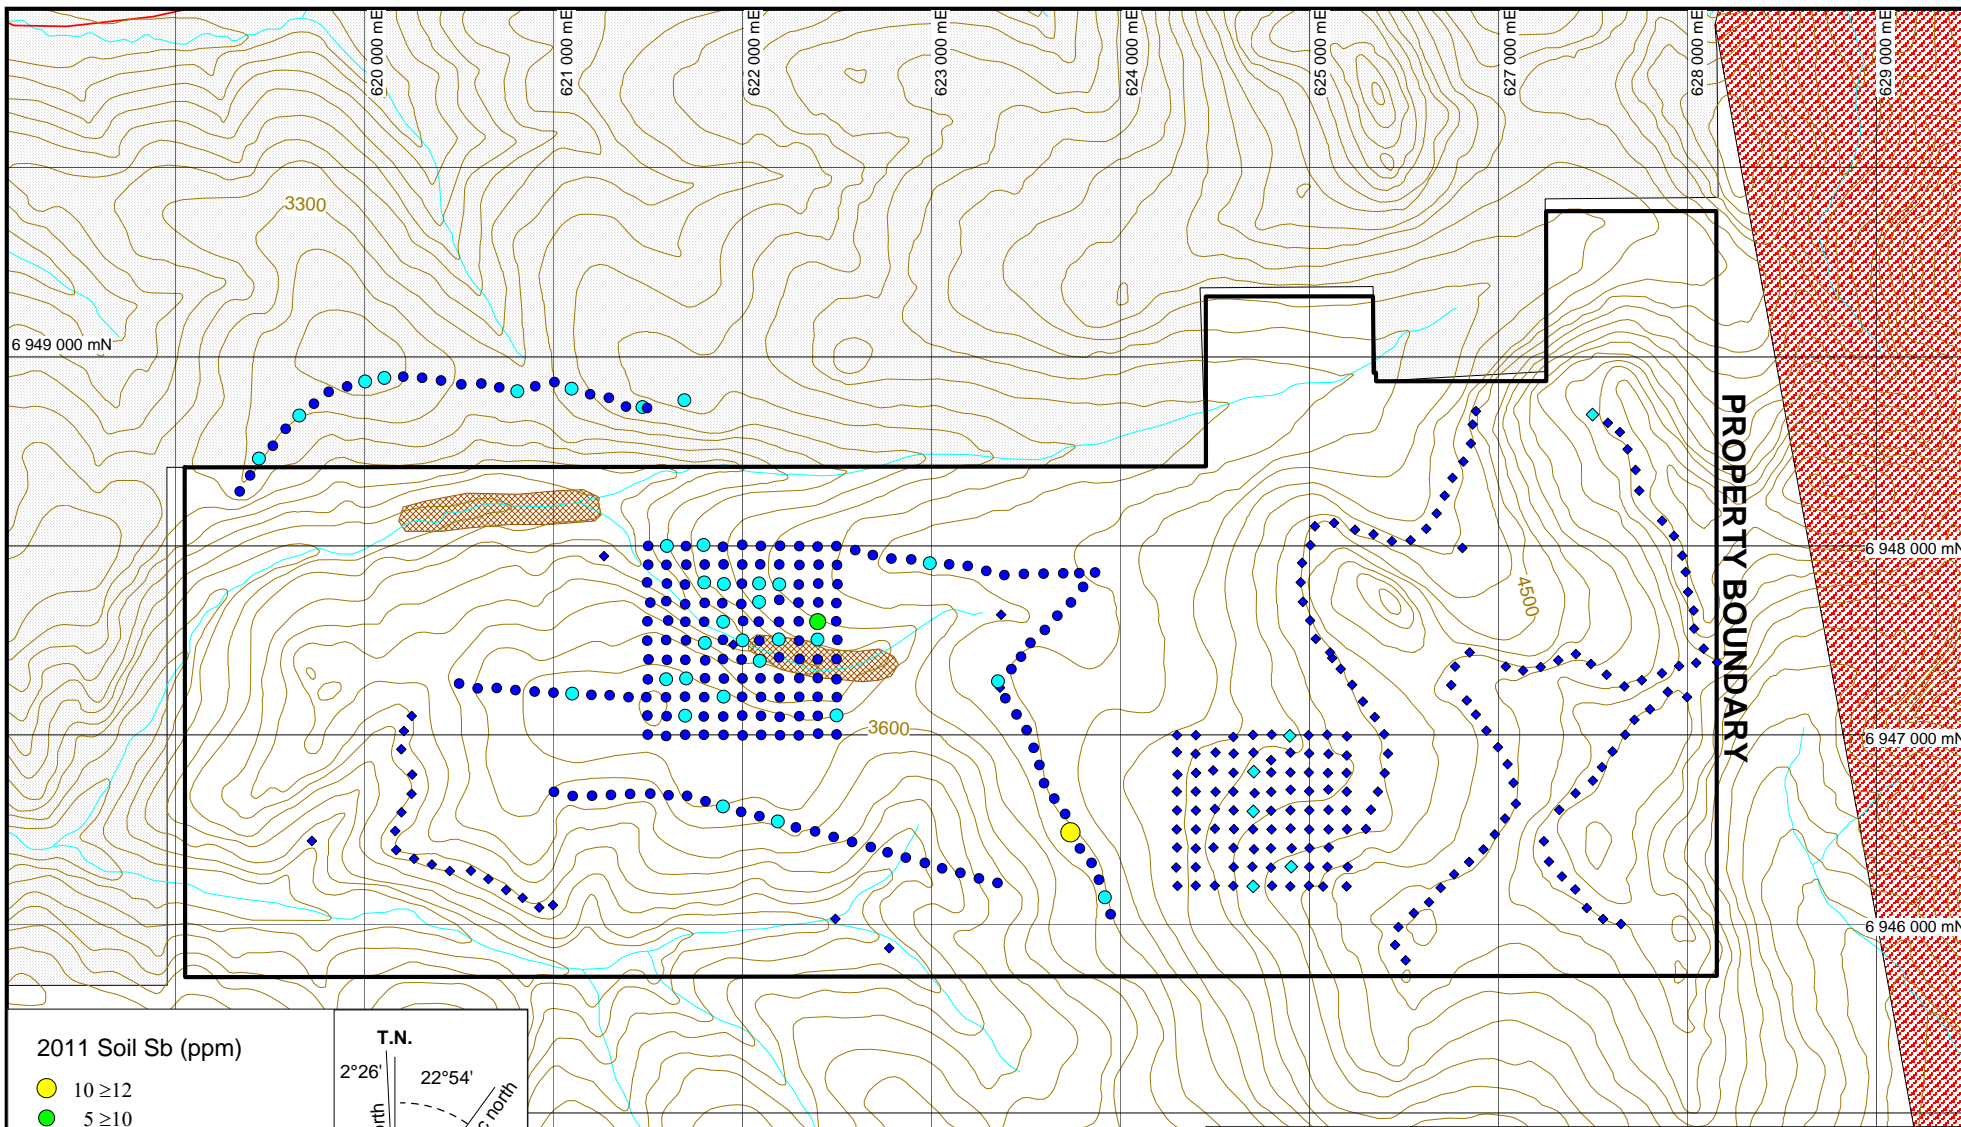 620 000 mE
621 000 mE
622 000 mE
623 000 mE
624 000 mE
625 000 mE
627 000 mE
628 000 mE
629 000 mE
3300
6 949 000 mN
PROPERTY BOUNDARY
6 948 000 mN
4500
3600
6 947 000 mN
6 946 000 mN
2011 Soil Sb (ppm)
10 ≥12
5 ≥10
T.N.
2°26'
22°54'
north